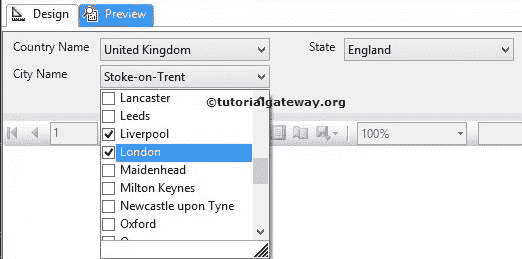 Design Preview
Country Name United Kingdom State England
City Name Stoke-on-Trent
Lancaster
©tutorialgateway.org
Leeds
Liverpool
1 100%
London
Maidenhead
Milton Keynes
Newcastle upon Tyne
Oxford